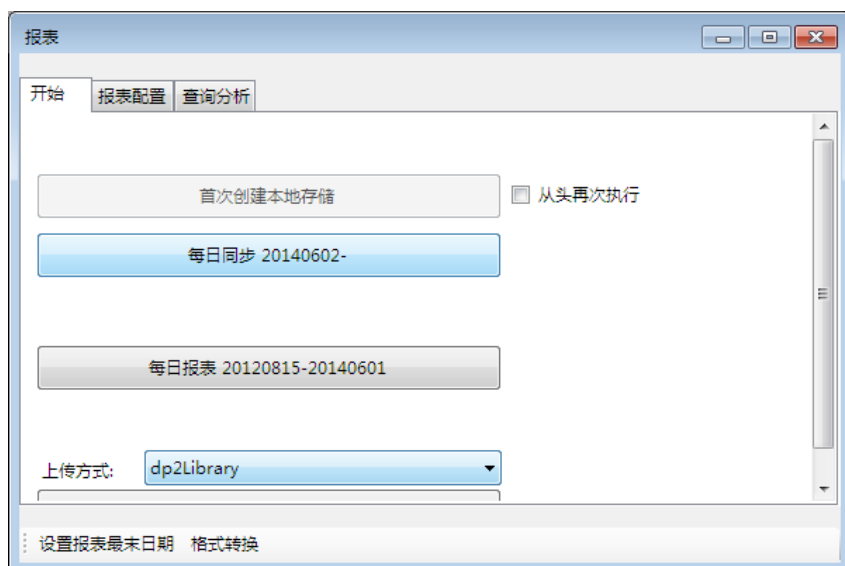 报表
开始 报表配置 查询分析
首次创建本地存储 从头再次执行
每日同步 20140602-
每日报表 20120815-20140601
上传方式: dp2Library
设置报表最末日期 格式转换